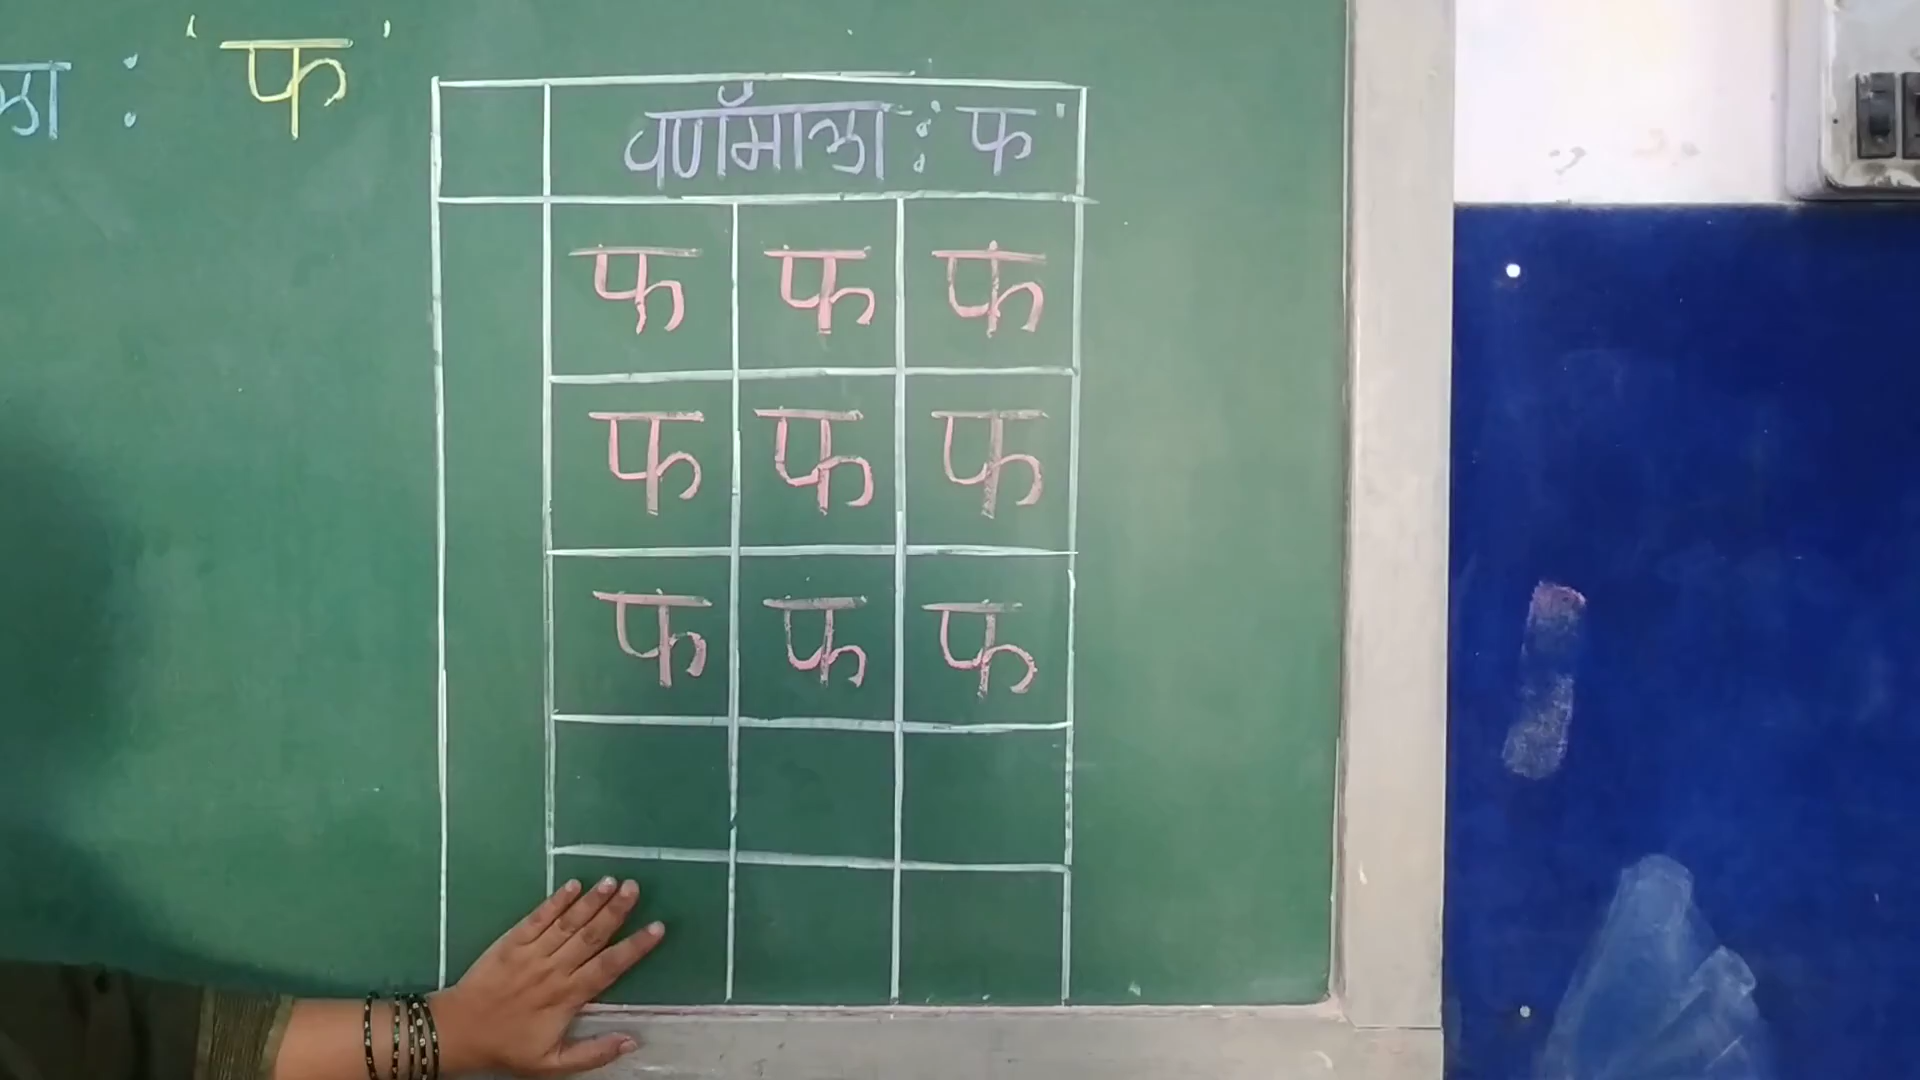 ला : 'फ'
वर्णमाला : 'फ'
फ फ फ
फ फ फ
फ फ फ